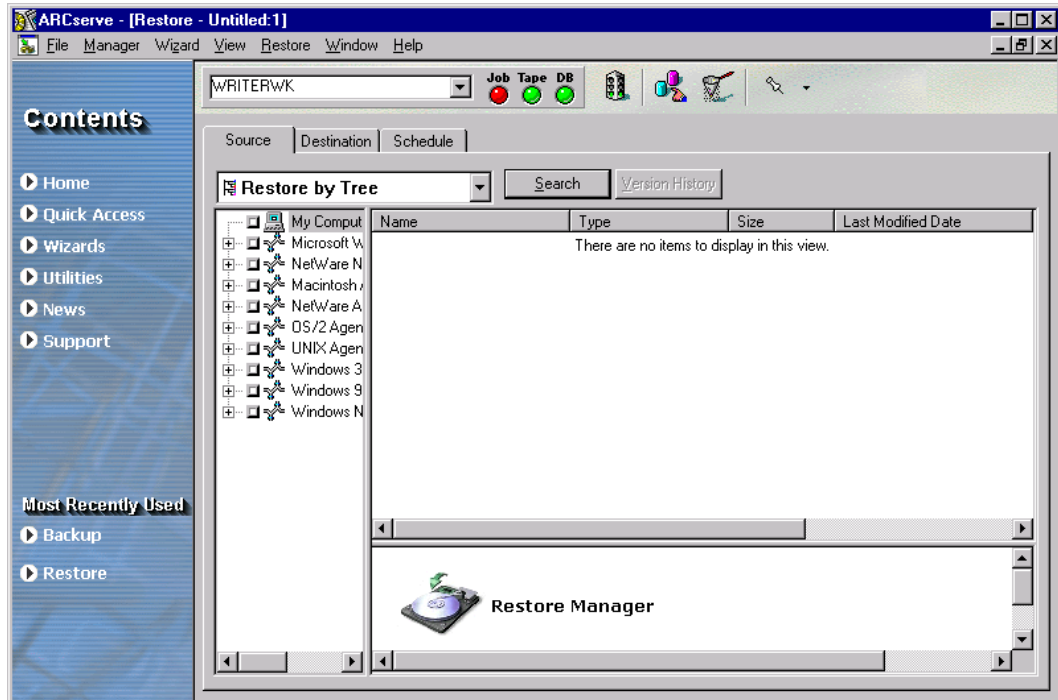 ARCserve - [Restore - Untitled:1]
File Manager Wizard View Restore Window Help
WRITERWK
Job Tape DB
Contents
Home
Quick Access
Wizards
Utilities
News
Support
Most Recently Used
Backup
Restore
Source Destination Schedule
Restore by Tree
Search Version History
My Comput
Microsoft W
NetWare N
Macintosh
NetWare A
OS/2 Agen
UNIX Agen
Windows 3
Windows 9
Windows N
Name Type Size Last Modified Date
There are no items to display in this view.
Restore Manager